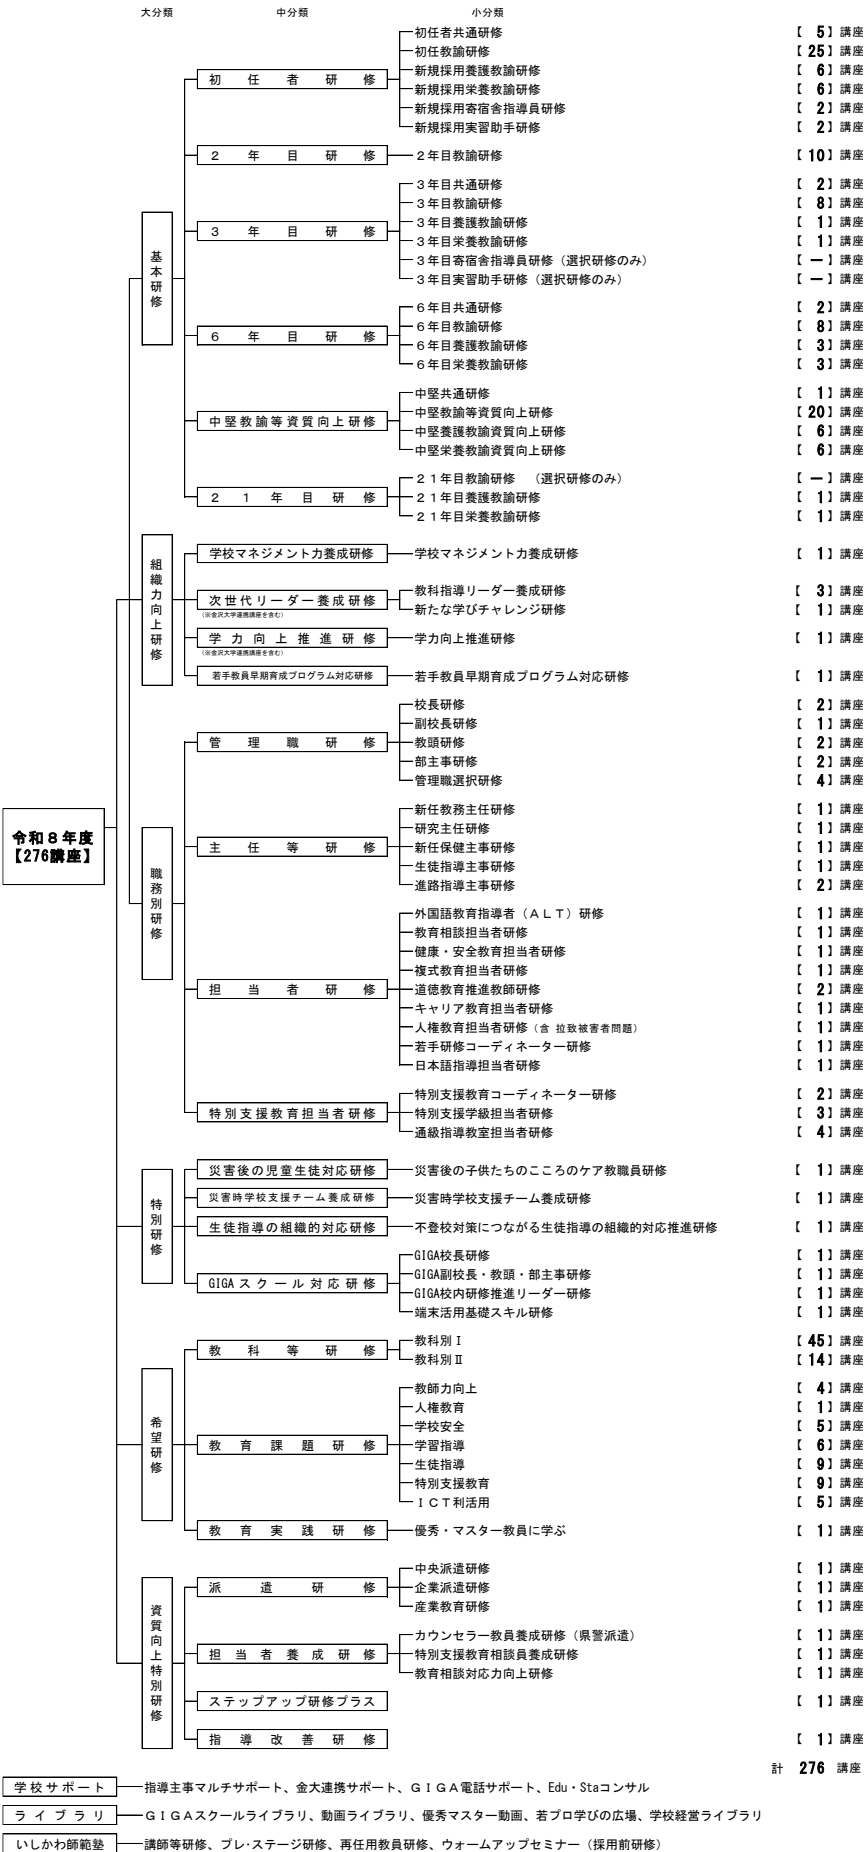 大分類 中分類 小分類
令和８年度
【276講座】
基本研修
初任者研修
初任者共通研修 【 5】講座
初任教諭研修 【 25】講座
新規採用養護教諭研修 【 6】講座
新規採用栄養教諭研修 【 6】講座
新規採用寄宿舎指導員研修 【 2】講座
新規採用実習助手研修 【 2】講座
２年目研修
２年目教諭研修 【 10】講座
３年目研修
３年目共通研修 【 2】講座
３年目教諭研修 【 8】講座
３年目養護教諭研修 【 1】講座
３年目栄養教諭研修 【 1】講座
３年目寄宿舎指導員研修（選択研修のみ） 【 ー】講座
３年目実習助手研修（選択研修のみ） 【 ー】講座
６年目研修
６年目共通研修 【 2】講座
６年目教諭研修 【 8】講座
６年目養護教諭研修 【 3】講座
６年目栄養教諭研修 【 3】講座
中堅教諭等資質向上研修
中堅共通研修 【 1】講座
中堅教諭等資質向上研修 【 20】講座
中堅養護教諭資質向上研修 【 6】講座
中堅栄養教諭資質向上研修 【 6】講座
２１年目研修
２１年目教諭研修 （選択研修のみ） 【 ー】講座
２１年目養護教諭研修 【 1】講座
２１年目栄養教諭研修 【 1】講座
組織力向上研修
学校マネジメント力養成研修
学校マネジメント力養成研修 【 1】講座
次世代リーダー養成研修
（※金沢大学連携講座を含む）
教科指導リーダー養成研修 【 3】講座
新たな学びチャレンジ研修 【 1】講座
学力向上推進研修
（※金沢大学連携講座を含む）
学力向上推進研修 【 1】講座
若手教員早期育成プログラム対応研修
若手教員早期育成プログラム対応研修 【 1】講座
職務別研修
管理職研修
校長研修 【 2】講座
副校長研修 【 1】講座
教頭研修 【 2】講座
部主事研修 【 2】講座
管理職選択研修 【 4】講座
主任等研修
新任教務主任研修 【 1】講座
研究主任研修 【 1】講座
新任保健主事研修 【 1】講座
生徒指導主事研修 【 1】講座
進路指導主事研修 【 2】講座
担当者研修
外国語教育指導者（ＡＬＴ）研修 【 1】講座
教育相談担当者研修 【 1】講座
健康・安全教育担当者研修 【 1】講座
複式教育担当者研修 【 1】講座
道徳教育推進教師研修 【 2】講座
キャリア教育担当者研修 【 1】講座
人権教育担当者研修（含 拉致被害者問題） 【 1】講座
若手研修コーディネーター研修 【 1】講座
日本語指導担当者研修 【 1】講座
特別支援教育担当者研修
特別支援教育コーディネーター研修 【 2】講座
特別支援学級担当者研修 【 3】講座
通級指導教室担当者研修 【 4】講座
特別研修
災害後の児童生徒対応研修
災害後の子供たちのこころのケア教職員研修 【 1】講座
災害時学校支援チーム養成研修
災害時学校支援チーム養成研修 【 1】講座
生徒指導の組織的対応研修
不登校対策につながる生徒指導の組織的対応推進研修 【 1】講座
GIGAスクール対応研修
GIGA校長研修 【 1】講座
GIGA副校長・教頭・部主事研修 【 1】講座
GIGA校内研修推進リーダー研修 【 1】講座
端末活用基礎スキル研修 【 1】講座
希望研修
教科等研修
教科別Ⅰ 【 45】講座
教科別Ⅱ 【 14】講座
教育課題研修
教師力向上 【 4】講座
人権教育 【 1】講座
学校安全 【 5】講座
学習指導 【 6】講座
生徒指導 【 9】講座
特別支援教育 【 9】講座
ＩＣＴ利活用 【 5】講座
教育実践研修
優秀・マスター教員に学ぶ 【 1】講座
資質向上特別研修
派遣研修
中央派遣研修 【 1】講座
企業派遣研修 【 1】講座
産業教育研修 【 1】講座
担当者養成研修
カウンセラー教員養成研修（県警派遣） 【 1】講座
特別支援教育相談員養成研修 【 1】講座
教育相談対応力向上研修 【 1】講座
ステップアップ研修プラス 【 1】講座
指導改善研修 【 1】講座
計 276 講座
学校サポート 指導主事マルチサポート、金大連携サポート、ＧＩＧＡ電話サポート、Edu・Staコンサル
ライブラリ ＧＩＧＡスクールライブラリ、動画ライブラリ、優秀マスター動画、若プロ学びの広場、学校経営ライブラリ
いしかわ師範塾 講師等研修、プレ・ステージ研修、再任用教員研修、ウォームアップセミナー（採用前研修）